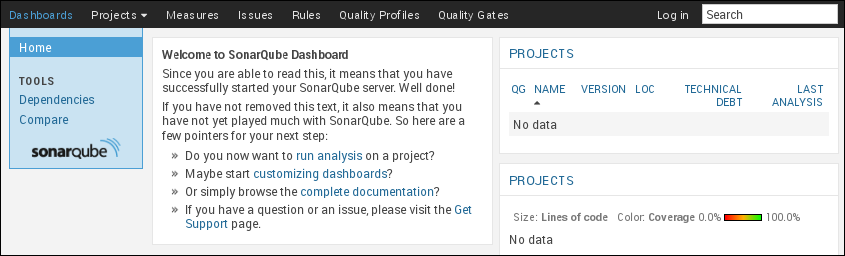 Dashboards Projects Measures Issues Rules Quality Profiles Quality Gates Log in Search
Home
TOOLS
Dependencies
Compare
sonarqube
Welcome to SonarQube Dashboard
Since you are able to read this, it means that you have
successfully started your SonarQube server. Well done!
If you have not removed this text, it also means that you
have not yet played much with SonarQube. So here are a
few pointers for your next step:
» Do you now want to run analysis on a project?
» Maybe start customizing dashboards?
» Or simply browse the complete documentation?
» If you have a question or an issue, please visit the Get
Support page.
PROJECTS
QG NAME VERSION LOC TECHNICAL DEBT LAST ANALYSIS
No data
PROJECTS
Size: Lines of code Color: Coverage 0.0% 100.0%
No data